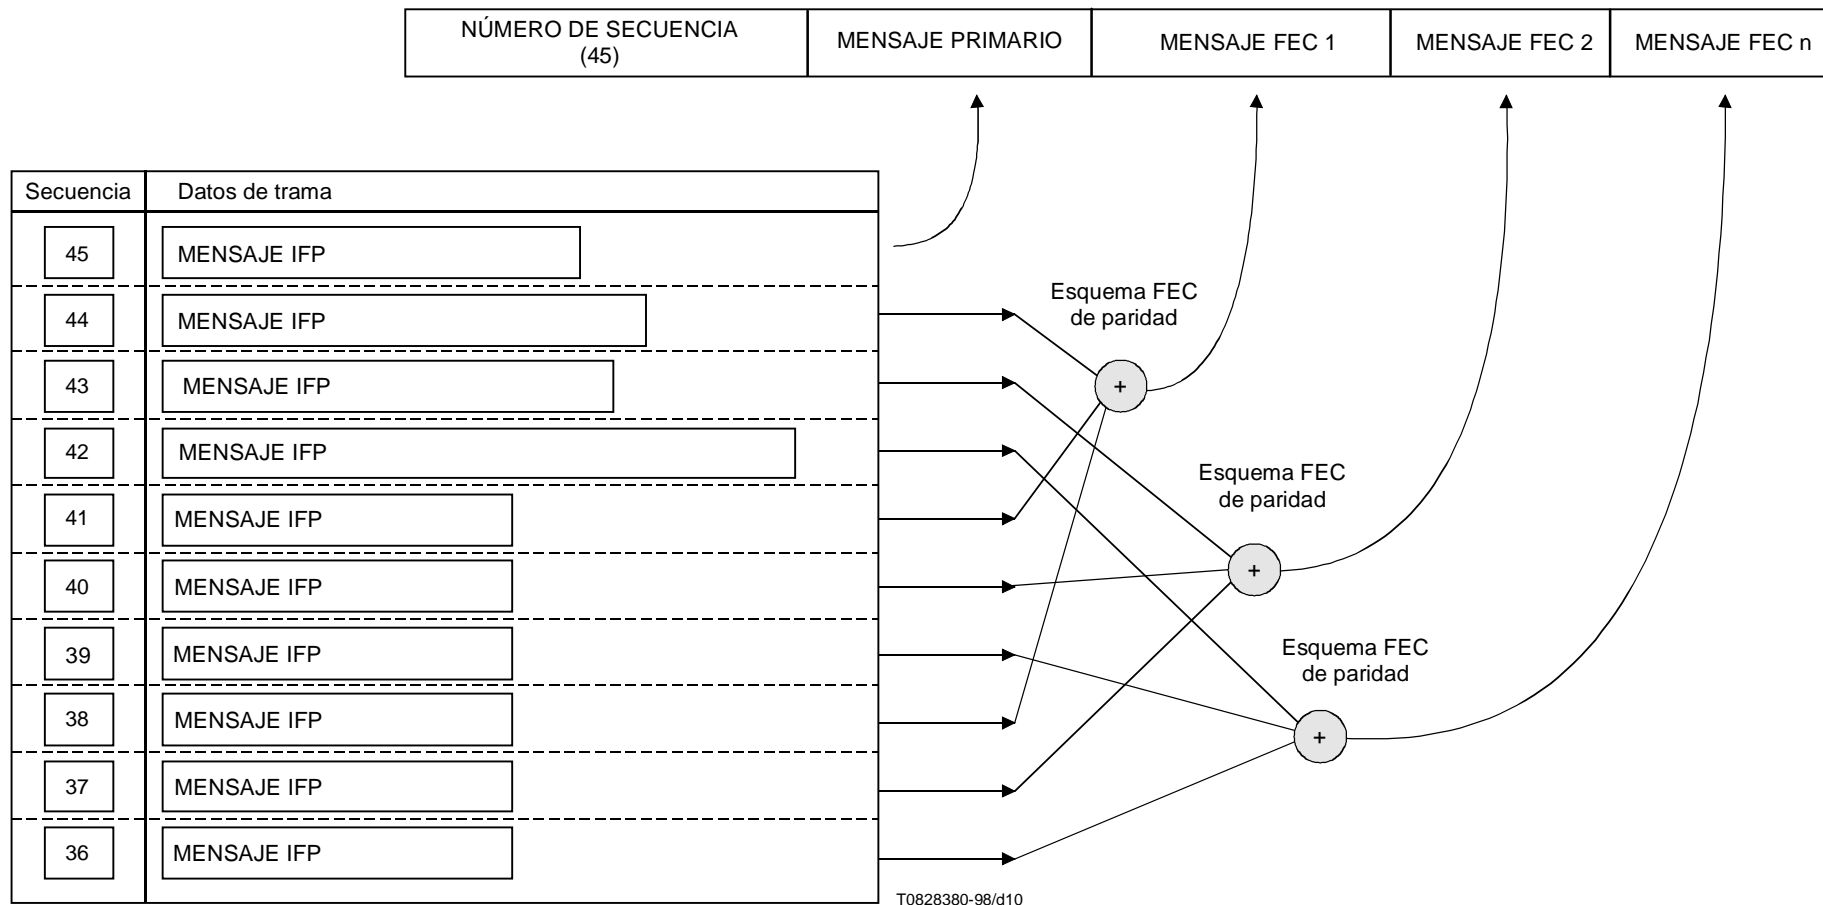 NÚMERO DE SECUENCIA
(45)
MENSAJE PRIMARIO
MENSAJE FEC 1
MENSAJE FEC 2
MENSAJE FEC n
Secuencia
Datos de trama
45
MENSAJE IFP
44
MENSAJE IFP
43
MENSAJE IFP
42
MENSAJE IFP
41
MENSAJE IFP
40
MENSAJE IFP
39
MENSAJE IFP
38
MENSAJE IFP
37
MENSAJE IFP
36
MENSAJE IFP
Esquema FEC
de paridad
+
Esquema FEC
de paridad
+
Esquema FEC
de paridad
+
T0828380-98/d10